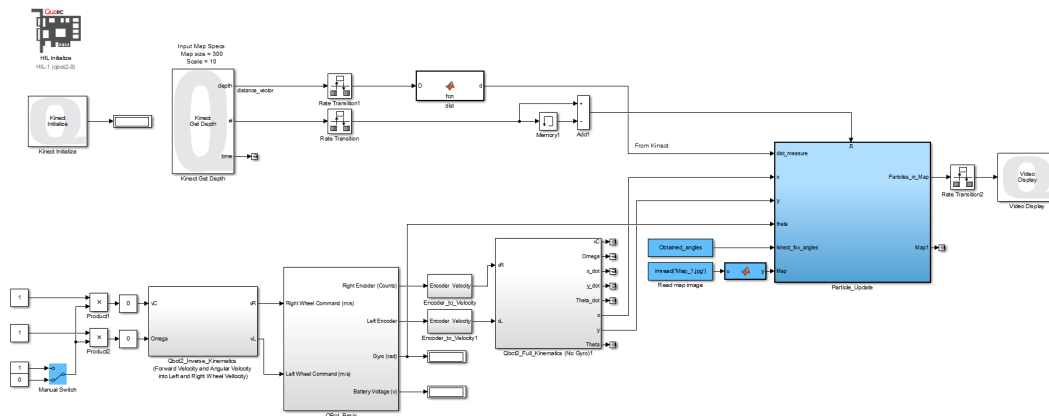 QUARC
HIL Initialize
HIL-1 (qbot2-0)
Input Map Specs:
Map size = 300
Scale = 10
Kinect
Initialize
Kinect Initialize
Kinect
Get Depth
depth
#
time
Kinect Get Depth
distance_vector
Rate Transition1
Rate Transition
D
fcn
d
dist
Memory1
+
-
Add1
From Kinect
dist_measure
x
y
theta
kinect_fov_angles
Map
Particles_in_Map
Map1
Particle_Update
Rate Transition2
Video
Display
Video Display
Obtained_angles
imread('Map_1.jpg')
Read map image
u
y
1
Product1
0
1
Product2
0
1
0
Manual Switch
vC
Omega
vR
vL
Qbot2_Inverse_Kinematics
(Forward Velocity and Angular Velocity
into Left and Right Wheel Velocity)
Right Wheel Command (m/s)
Left Wheel Command (m/s)
Right Encoder (Counts)
Left Encoder
Gyro (rad)
Battery Voltage (v)
QBot_Basic
Encoder Velocity
Encoder_to_Velocity
Encoder Velocity
Encoder_to_Velocity1
vR
vL
vC
Omega
x_dot
y_dot
Theta_dot
x
y
Theta
Qbot2_Full_Kinematics (No Gyro)1